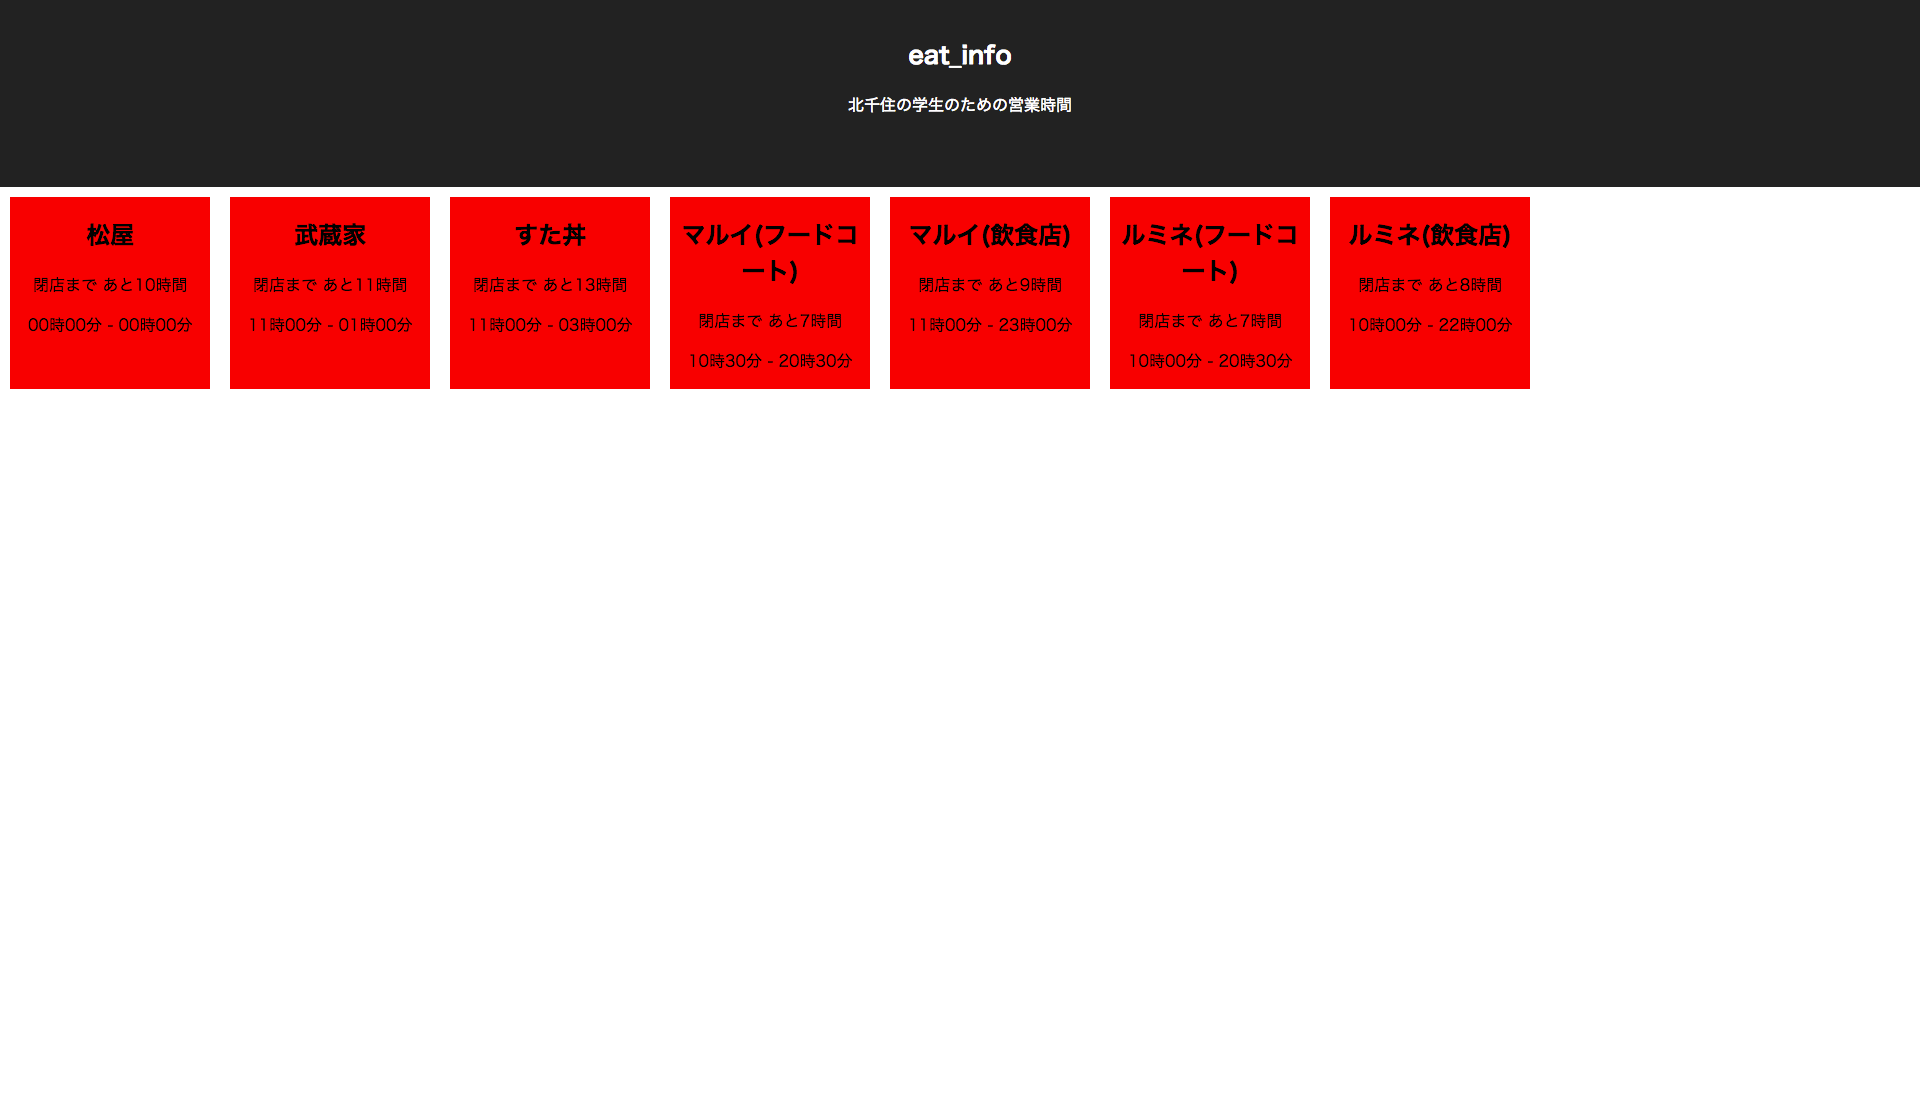 eat_info
北千住の学生のための営業時間
松屋
閉店まで あと10時間
00時00分 - 00時00分
武蔵家
閉店まで あと11時間
11時00分 - 01時00分
すた丼
閉店まで あと13時間
11時00分 - 03時00分
マルイ(フードコ
ート)
閉店まで あと7時間
10時30分 - 20時30分
マルイ(飲食店)
閉店まで あと9時間
11時00分 - 23時00分
ルミネ(フードコ
ート)
閉店まで あと7時間
10時00分 - 20時30分
ルミネ(飲食店)
閉店まで あと8時間
10時00分 - 22時00分